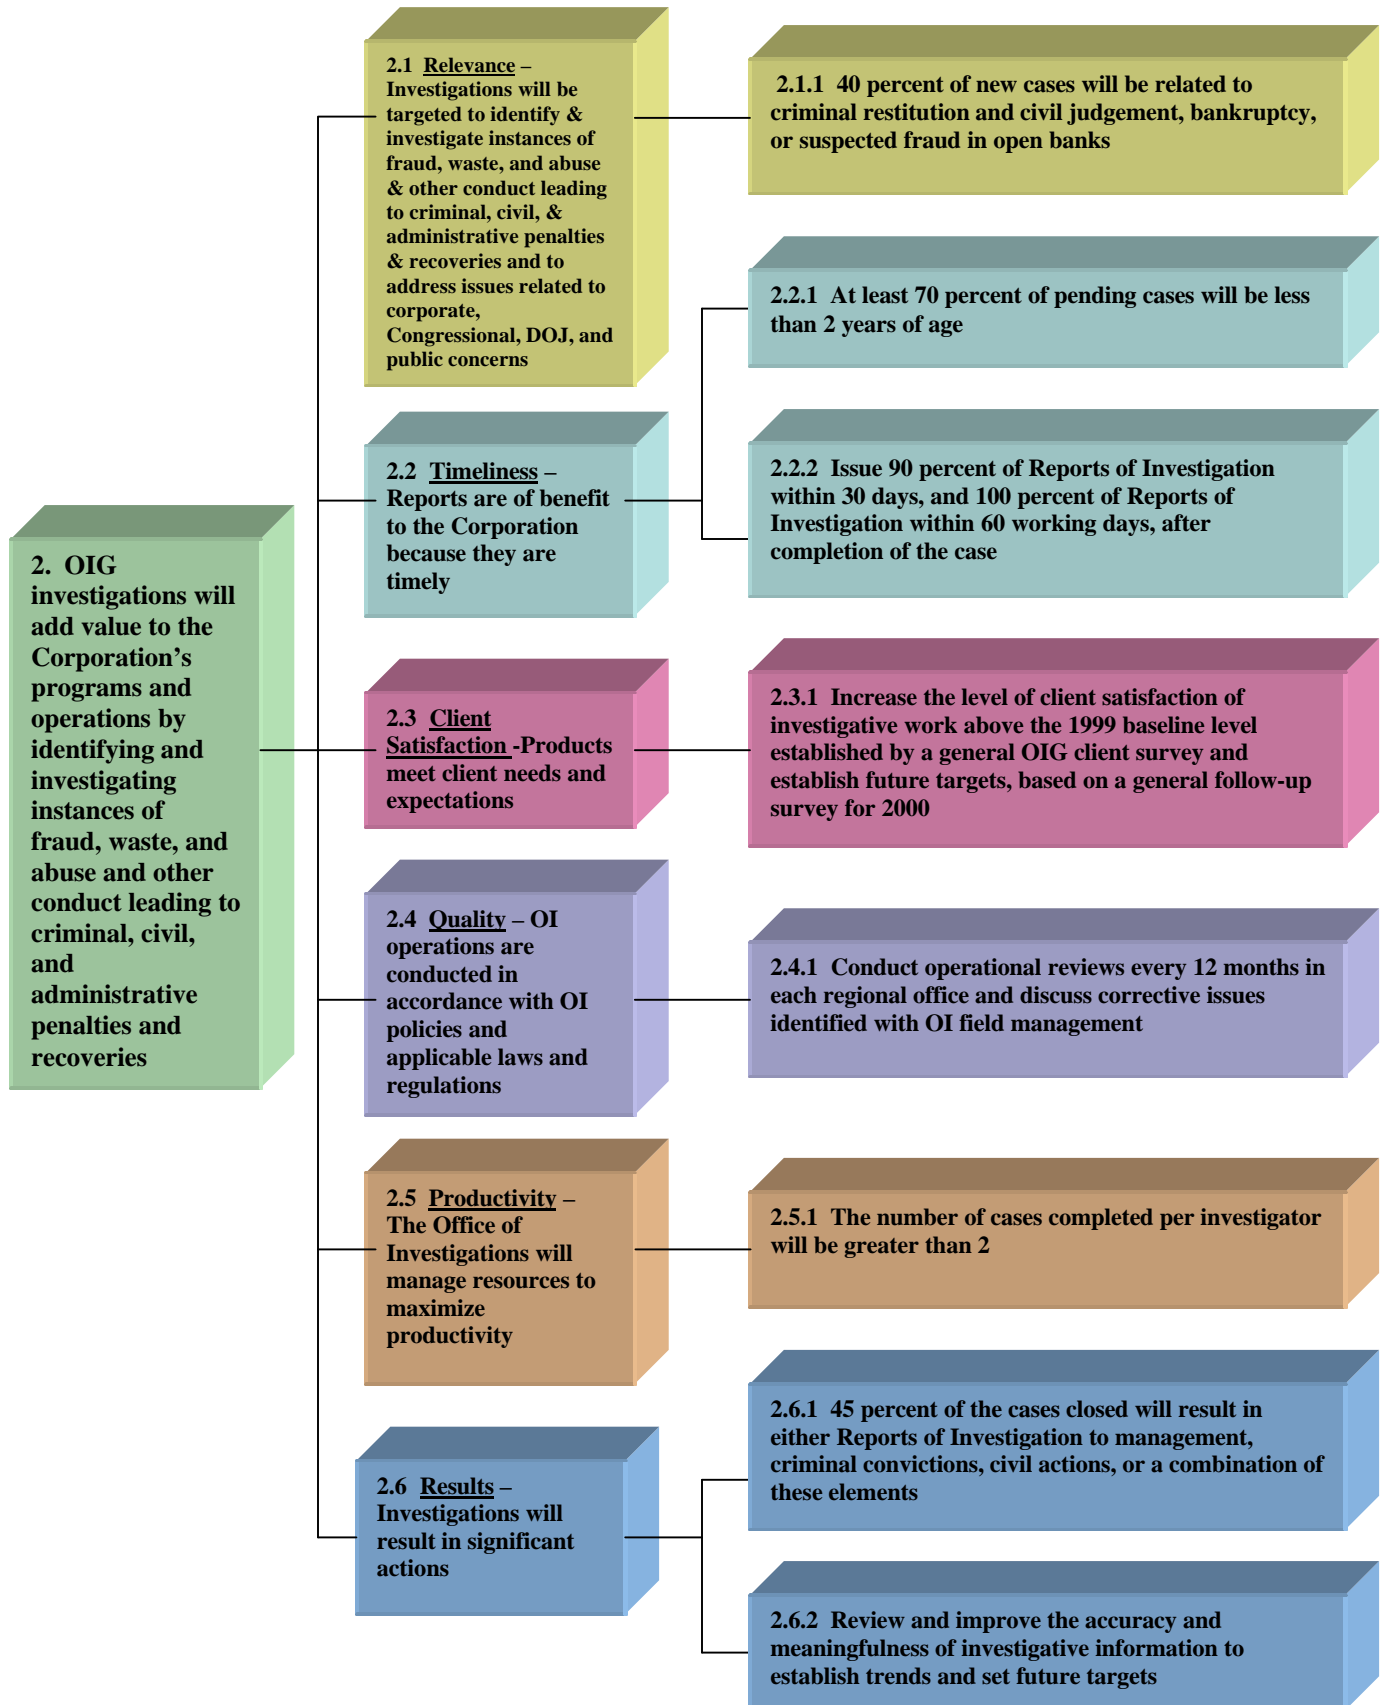 2. OIG
investigations will
add value to the
Corporation’s
programs and
operations by
identifying and
investigating
instances of
fraud, waste, and
abuse and other
conduct leading to
criminal, civil,
and
administrative
penalties and
recoveries
2.1 Relevance –
Investigations will be
targeted to identify &
investigate instances of
fraud, waste, and abuse
& other conduct leading
to criminal, civil, &
administrative penalties
& recoveries and to
address issues related to
corporate,
Congressional, DOJ, and
public concerns
2.1.1 40 percent of new cases will be related to
criminal restitution and civil judgement, bankruptcy,
or suspected fraud in open banks
2.2 Timeliness –
Reports are of benefit
to the Corporation
because they are
timely
2.2.1 At least 70 percent of pending cases will be less
than 2 years of age
2.2.2 Issue 90 percent of Reports of Investigation
within 30 days, and 100 percent of Reports of
Investigation within 60 working days, after
completion of the case
2.3 Client
Satisfaction -Products
meet client needs and
expectations
2.3.1 Increase the level of client satisfaction of
investigative work above the 1999 baseline level
established by a general OIG client survey and
establish future targets, based on a general follow-up
survey for 2000
2.4 Quality – OI
operations are
conducted in
accordance with OI
policies and
applicable laws and
regulations
2.4.1 Conduct operational reviews every 12 months in
each regional office and discuss corrective issues
identified with OI field management
2.5 Productivity –
The Office of
Investigations will
manage resources to
maximize
productivity
2.5.1 The number of cases completed per investigator
will be greater than 2
2.6 Results –
Investigations will
result in significant
actions
2.6.1 45 percent of the cases closed will result in
either Reports of Investigation to management,
criminal convictions, civil actions, or a combination of
these elements
2.6.2 Review and improve the accuracy and
meaningfulness of investigative information to
establish trends and set future targets